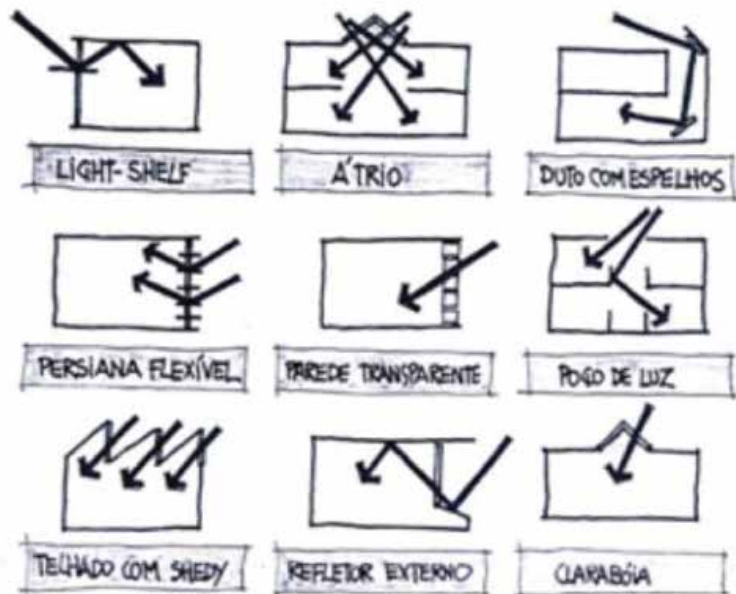 LIGHT-SHELF
ÁTRIO
DUTO COM ESPELHOS
PERSIANA FLEXÍVEL
PAREDE TRANSPARENTE
POÇO DE LUZ
TELHADO COM SHEDY
REFLETOR EXTERNO
CLARABÓIA